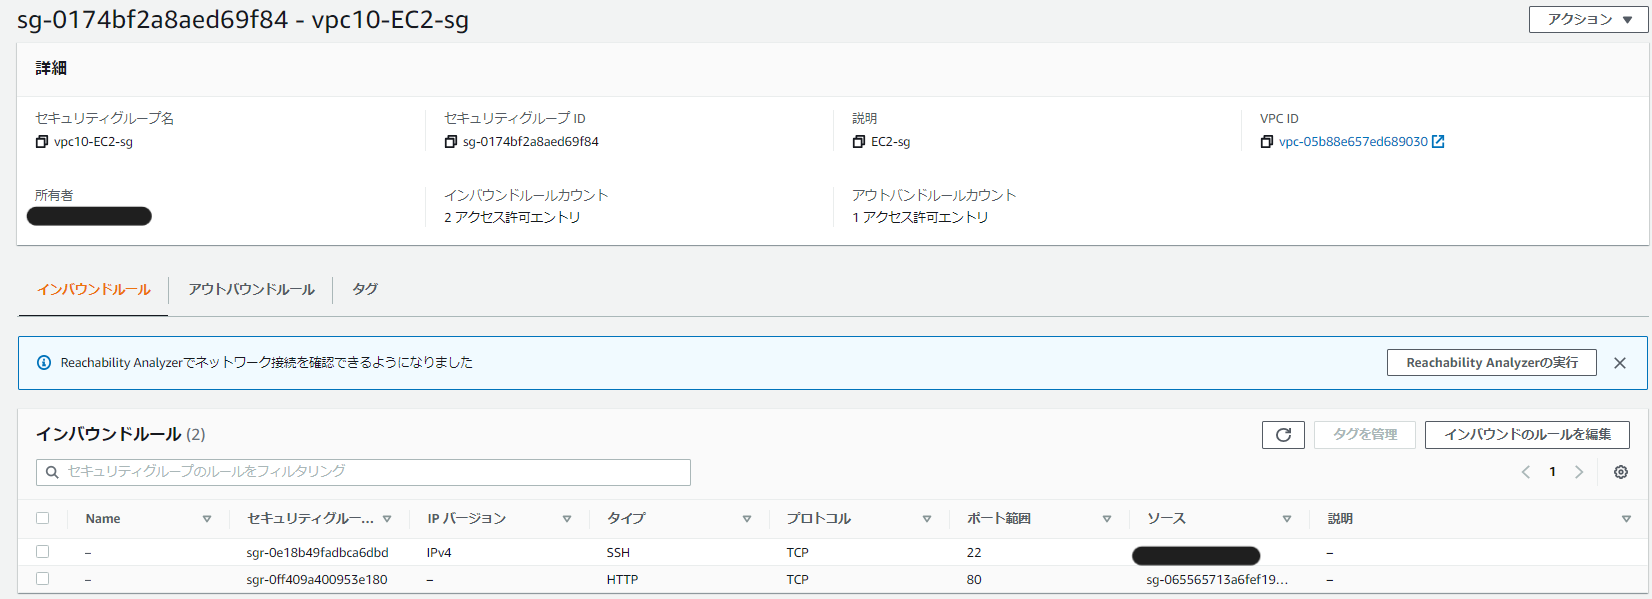 sg-0174bf2a8aed69f84 - vpc10-EC2-sg
アクション
詳細
セキュリティグループ名 セキュリティグループ ID 説明 VPC ID
vpc10-EC2-sg sg-0174bf2a8aed69f84 EC2-sg vpc-05b88e657ed689030
所有者 インバウンドルールカウント アウトバンドルールカウント
2 アクセス許可エントリ 1 アクセス許可エントリ
インバウンドルール アウトバウンドルール タグ
Reachability Analyzerでネットワーク接続を確認できるようになりました Reachability Analyzerの実行
インバウンドルール (2) タグを管理 インバウンドのルールを編集
セキュリティグループのルールをフィルタリング 1
Name セキュリティグルー... IP バージョン タイプ プロトコル ポート範囲 ソース 説明
– sgr-0e18b49fadbca6dbd IPv4 SSH TCP 22 –
– sgr-0ff409a400953e180 – HTTP TCP 80 sg-065565713a6fef19... –